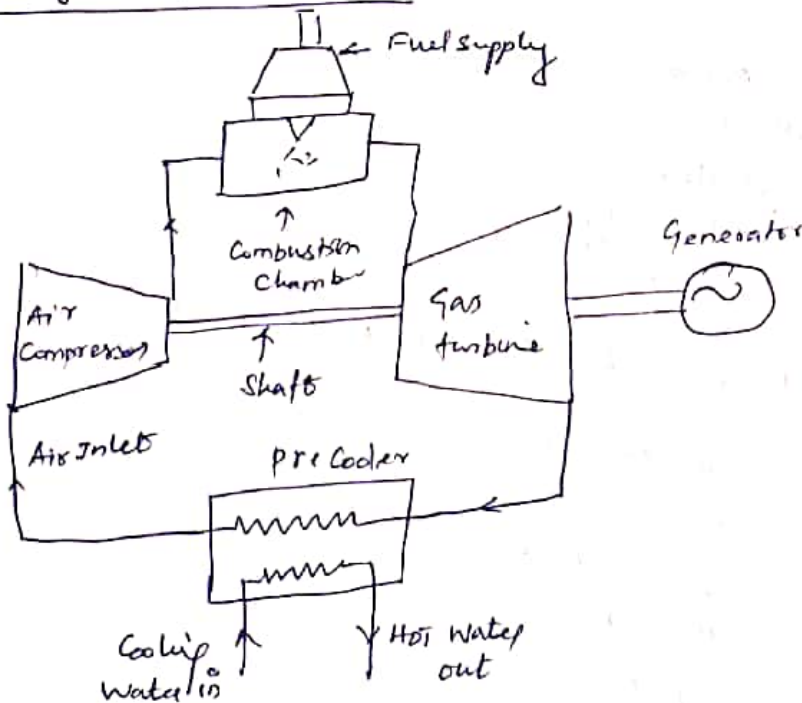 Fuel supply
Combustion
Chamber
Generator
Air
Compressor
Gas
turbine
Shaft
Air Inlet
Pre Cooler
Cooling
Water in
Hot Water
out